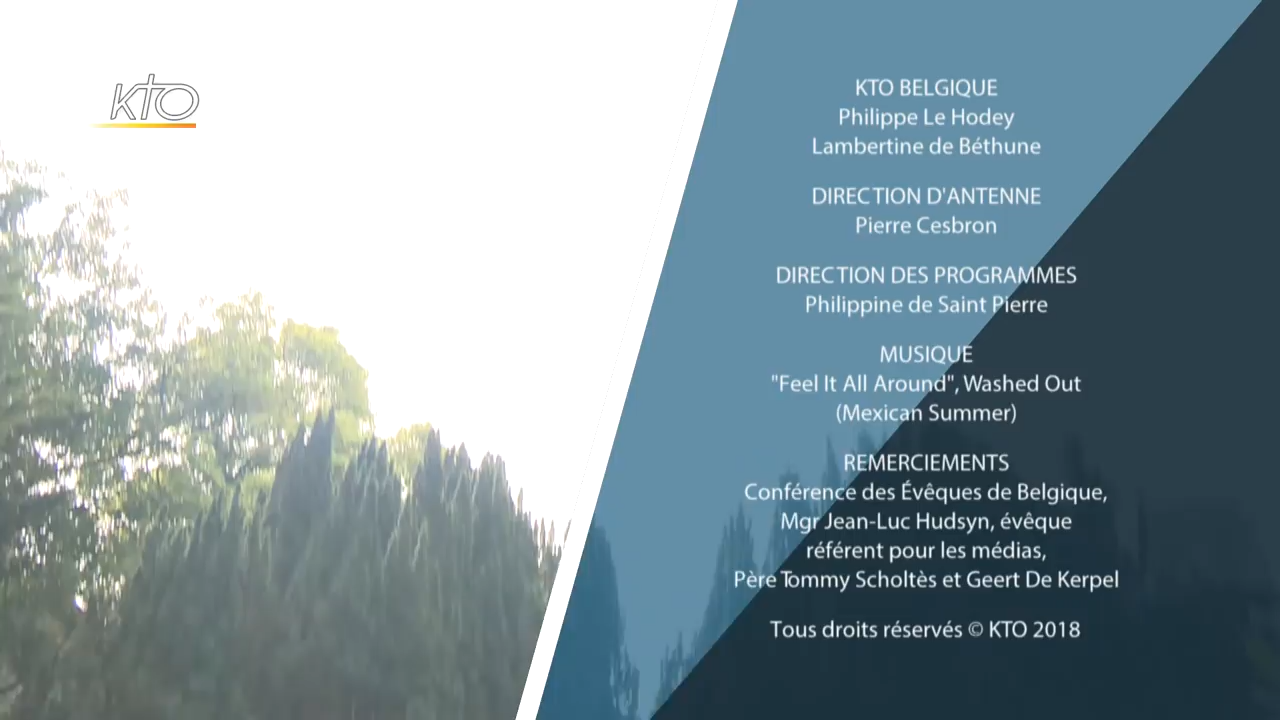 KTO
KTO BELGIQUE
Philippe Le Hodey
Lambertine de Béthune
DIRECTION D'ANTENNE
Pierre Cesbron
DIRECTION DES PROGRAMMES
Philippine de Saint Pierre
MUSIQUE
"Feel It All Around", Washed Out
(Mexican Summer)
REMERCIEMENTS
Conférence des Évêques de Belgique,
Mgr Jean-Luc Hudsyn, évêque
référent pour les médias,
Père Tommy Scholtès et Geert De Kerpel
Tous droits réservés © KTO 2018